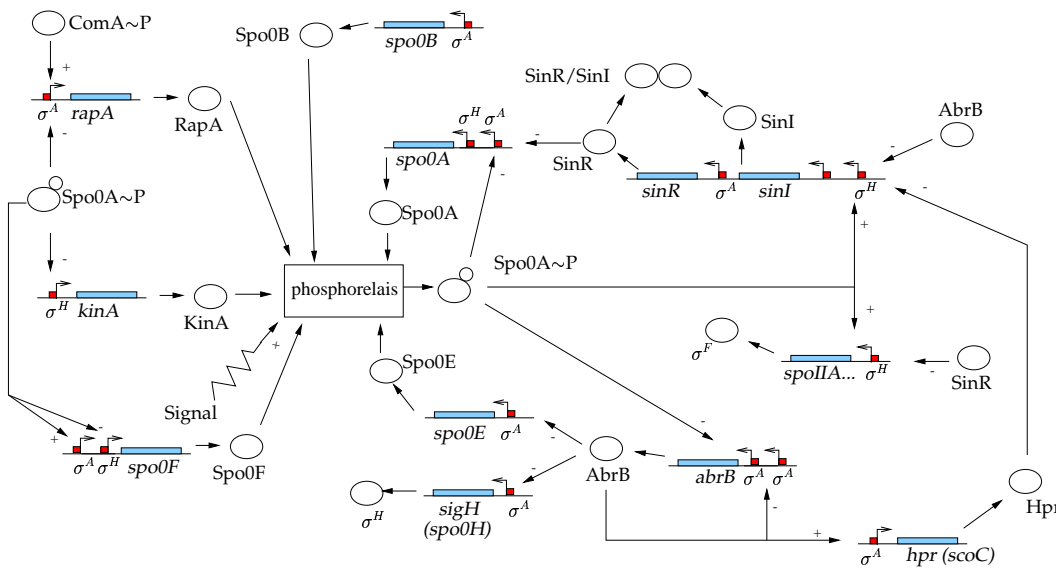 ComA~P
+
σA
rapA
RapA
-
Spo0A~P
-
σH
kinA
KinA
Signal
+
+
-
σA σH
spo0F
Spo0F
Spo0B
spo0B
σA
σH σA
spo0A
-
-
Spo0A
phosphorelais
Spo0A~P
Spo0E
spo0E
σA
-
-
AbrB
σH
sigH
(spo0H)
σA
-
abrB
σA σA
-
+
σA
hpr (scoC)
Hpr
SinR/SinI
SinR
SinI
AbrB
-
-
sinR
σA
sinI
σH
+
+
σF
spoIIA...
σH
-
SinR